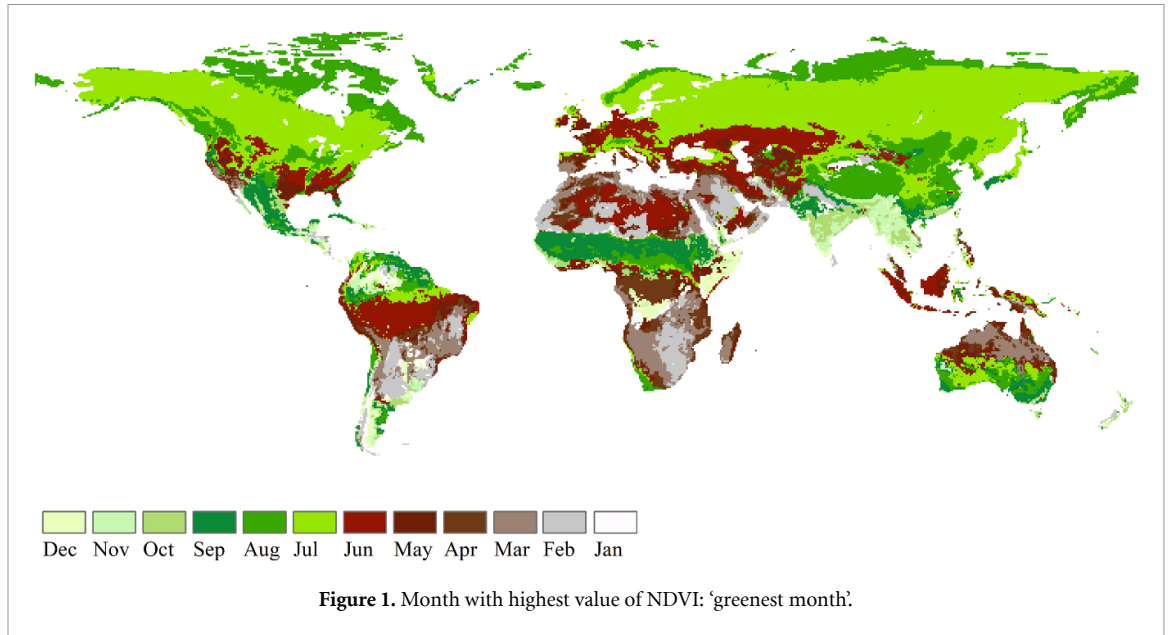 Dec Nov Oct Sep Aug Jul Jun May Apr Mar Feb Jan
Figure 1. Month with highest value of NDVI: ‘greenest month’.